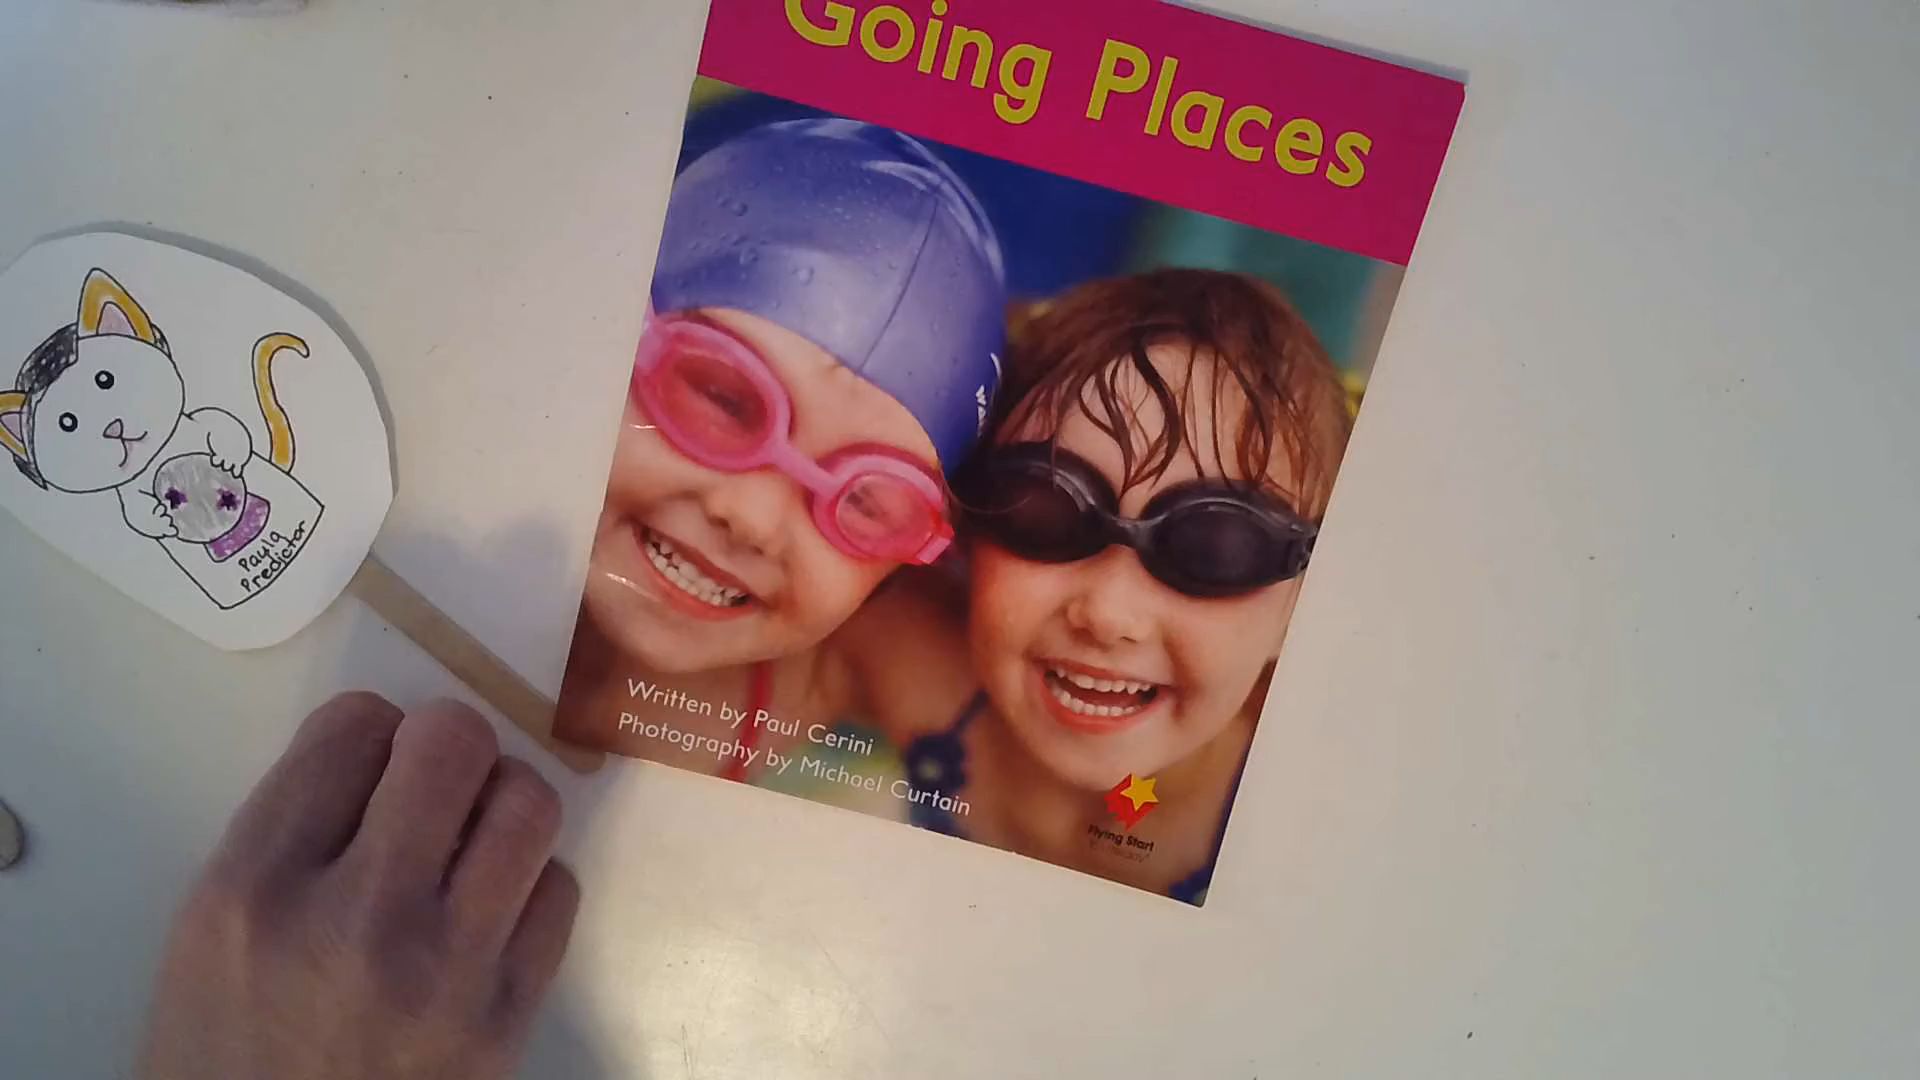 Going Places
Paula
Predictor
Written by Paul Cerini
Photography by Michael Curtain
Flying Start